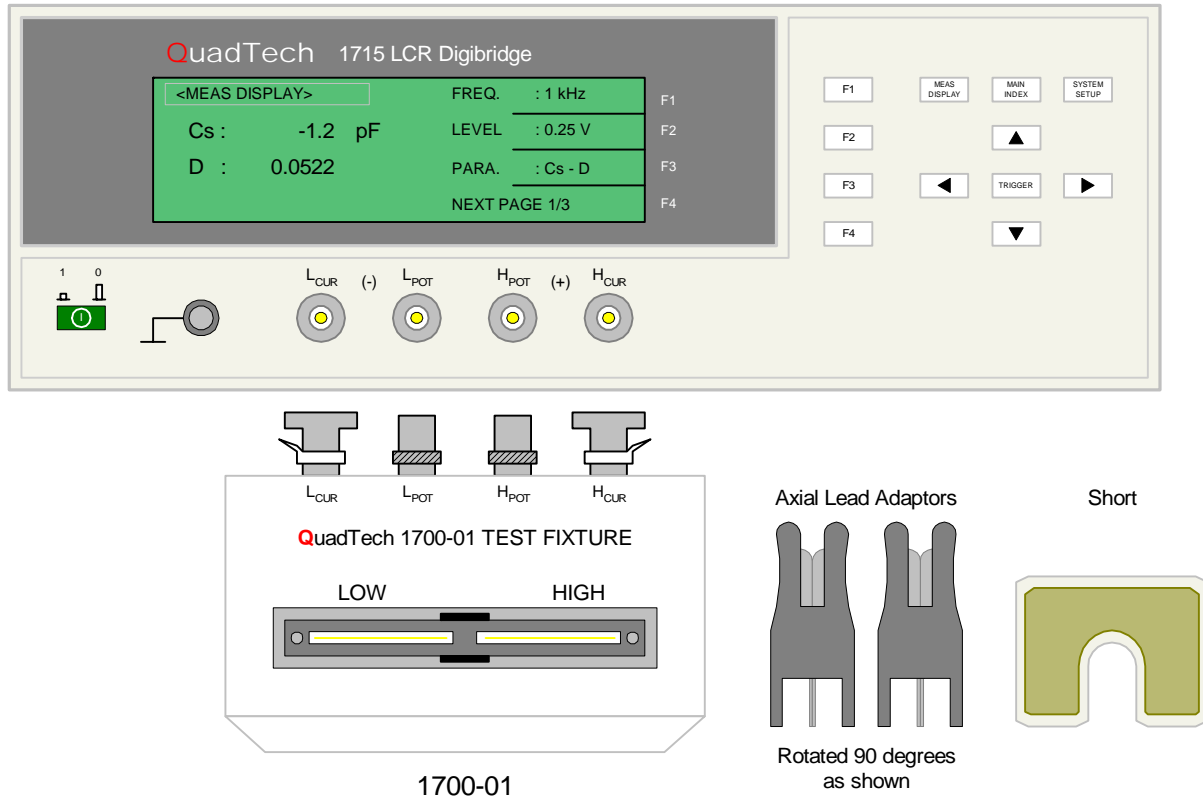 QuadTech 1715 LCR Digibridge
<MEAS DISPLAY> FREQ. : 1 kHz F1
Cs : -1.2 pF LEVEL : 0.25 V F2
D : 0.0522 PARA. : Cs - D F3
NEXT PAGE 1/3 F4
F1 MEAS DISPLAY MAIN INDEX SYSTEM SETUP
F2
F3 TRIGGER
F4
1 0
LCUR (-) LPOT HPOT (+) HCUR
LCUR LPOT HPOT HCUR
QuadTech 1700-01 TEST FIXTURE
LOW HIGH
1700-01
Axial Lead Adaptors
Rotated 90 degrees
as shown
Short